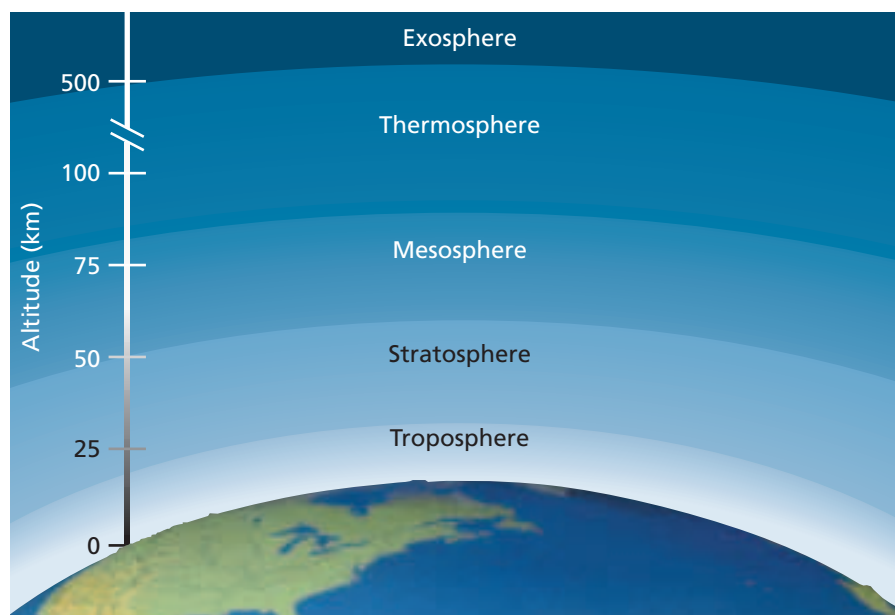 Exosphere
500
Thermosphere
100
Mesosphere
75
Stratosphere
50
Troposphere
25
0
Altitude (km)